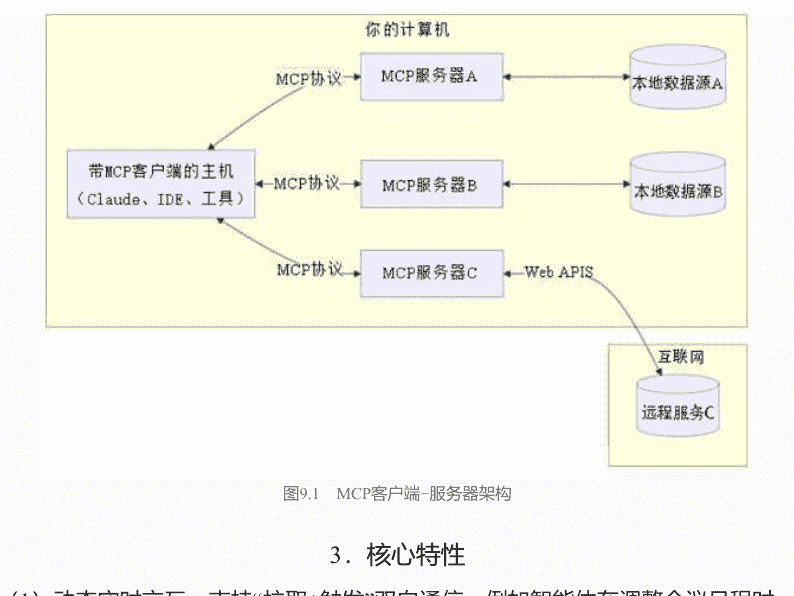 你的计算机
MCP协议
MCP服务器A
本地数据源A
带MCP客户端的主机
（Claude、IDE、工具）
MCP协议
MCP服务器B
本地数据源B
MCP协议
MCP服务器C
Web APIS
互联网
远程服务C
图9.1 MCP客户端-服务器架构
3．核心特性